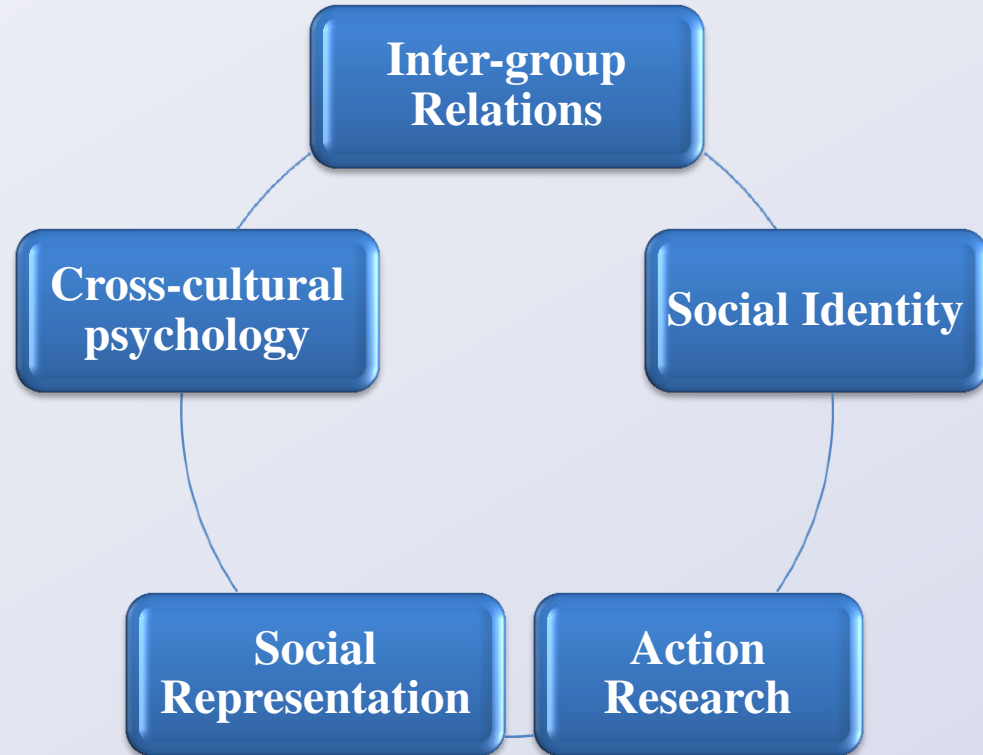 Inter-group
Relations
Cross-cultural
psychology
Social Identity
Social
Representation
Action
Research